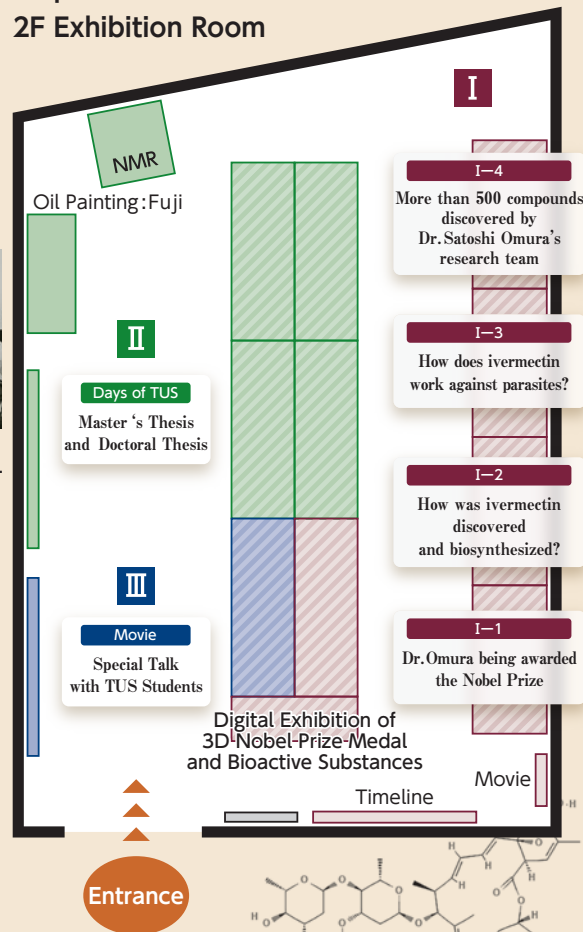 2F Exhibition Room
I
NMR
Oil Painting:Fuji
I—4
More than 500 compounds
discovered by
Dr.Satoshi Omura's
research team
I—3
How does ivermectin
work against parasites?
II
Days of TUS
Master ‘s Thesis
and Doctoral Thesis
I—2
How was ivermectin
discovered
and biosynthesized?
III
Movie
Special Talk
with TUS Students
I—1
Dr.Omura being awarded
the Nobel Prize
Digital Exhibition of
3D Nobel-Prize-Medal
and Bioactive Substances
Movie
Timeline
Entrance
O-H
O
H
H
H
O
O
H
O
O
O
O
H
O
H